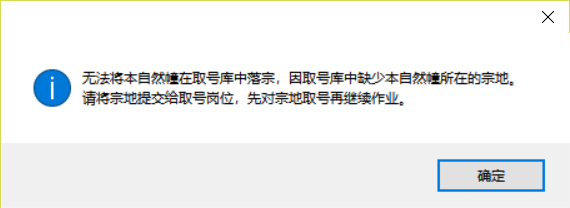 无法将本自然幢在取号库中落宗，因取号库中缺少本自然幢所在的宗地。
请将宗地提交给取号岗位，先对宗地取号再继续作业。
确定